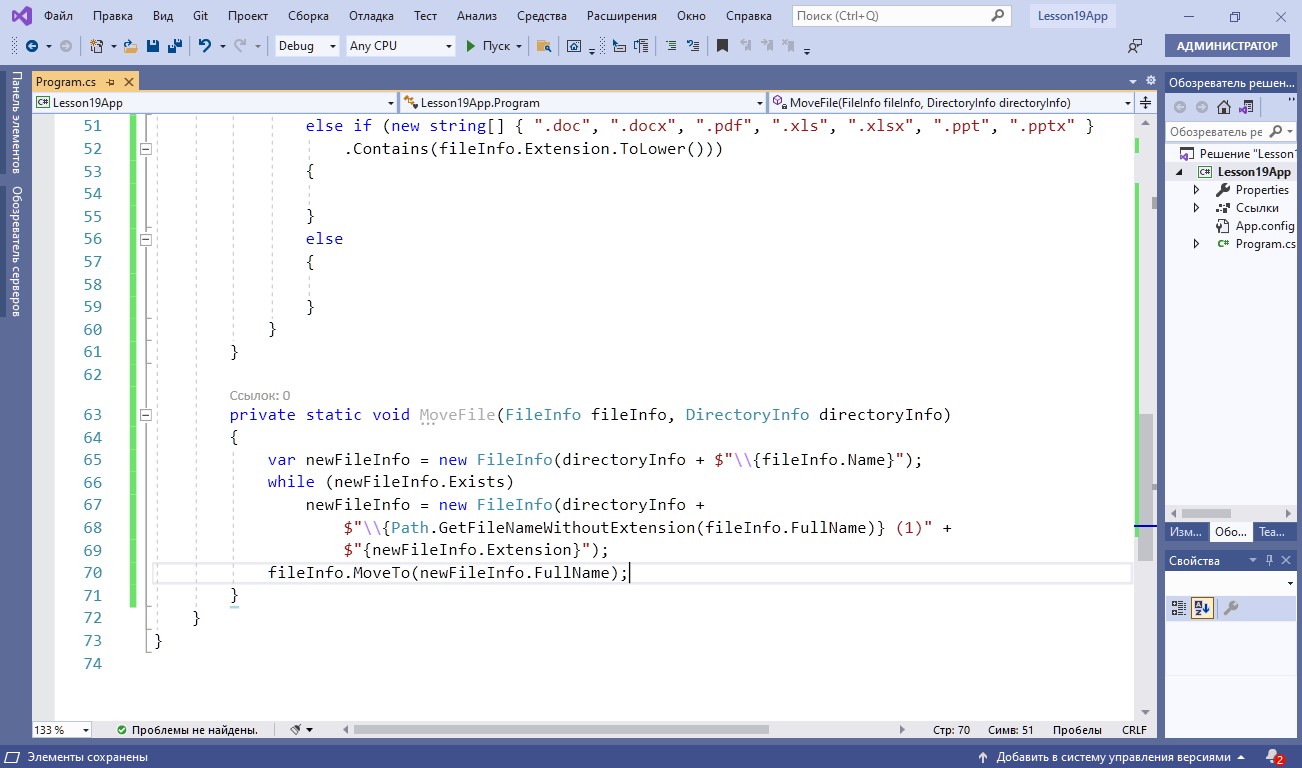 Файл Правка Вид Git Проект Сборка Отладка Тест Анализ Средства Расширения Окно Справка Поиск (Ctrl+Q) Lesson19App
Debug Any CPU Пуск АДМИНИСТРАТОР
Панель элементов
Обозреватель серверов
Program.cs
Lesson19App Lesson19App.Program MoveFile(FileInfo fileInfo, DirectoryInfo directoryInfo)
51 else if (new string[] { ".doc", ".docx", ".pdf", ".xls", ".xlsx", ".ppt", ".pptx" }
52 .Contains(fileInfo.Extension.ToLower()))
53 {
54
55 }
56 else
57 {
58
59 }
60 }
61 }
62
Ссылок: 0
63 private static void MoveFile(FileInfo fileInfo, DirectoryInfo directoryInfo)
64 {
65 var newFileInfo = new FileInfo(directoryInfo + $"\\{fileInfo.Name}");
66 while (newFileInfo.Exists)
67 newFileInfo = new FileInfo(directoryInfo +
68 $"\\{Path.GetFileNameWithoutExtension(fileInfo.FullName)} (1)" +
69 $"{newFileInfo.Extension}");
70 fileInfo.MoveTo(newFileInfo.FullName);
71 }
72 }
73 }
74
133 % Проблемы не найдены. Стр: 70 Симв: 51 Пробелы CRLF
Обозреватель решен...
Обозреватель ре
Решение "Lesson
Lesson19App
Properties
Ссылки
App.config
Program.cs
Изм... Обо... Tea...
Свойства
Элементы сохранены Добавить в систему управления версиями 2